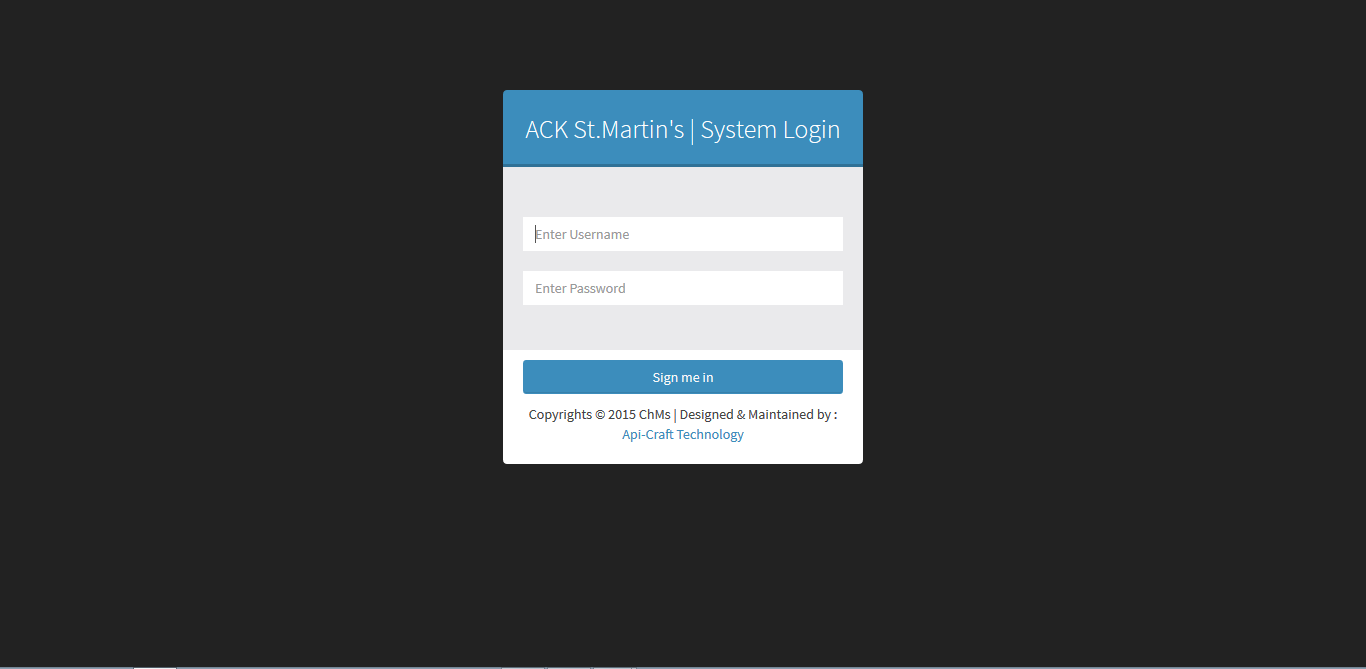 ACK St.Martin's | System Login
Enter Username
Enter Password
Sign me in
Copyrights © 2015 ChMs | Designed & Maintained by :
Api-Craft Technology